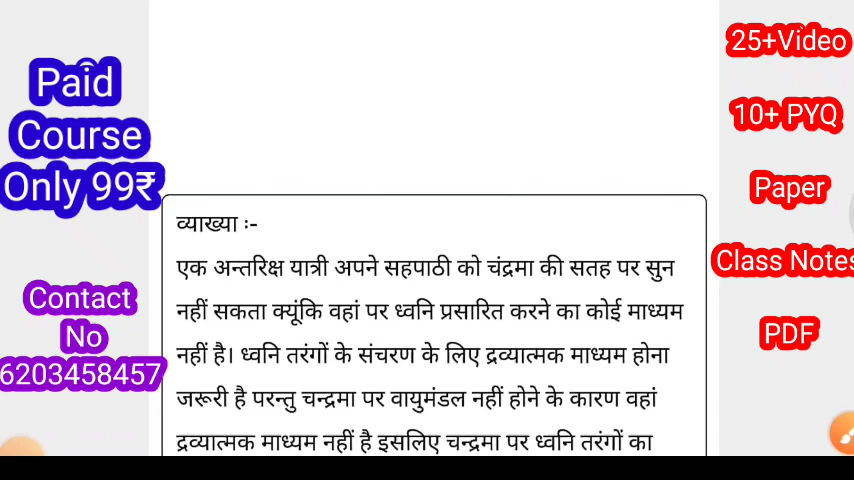 Paid
Course
Only 99₹
Contact
No
6203458457
व्याख्या :-
एक अन्तरिक्ष यात्री अपने सहपाठी को चंद्रमा की सतह पर सुन
नहीं सकता क्यूंकि वहां पर ध्वनि प्रसारित करने का कोई माध्यम
नहीं है। ध्वनि तरंगों के संचरण के लिए द्रव्यात्मक माध्यम होना
जरूरी है परन्तु चन्द्रमा पर वायुमंडल नहीं होने के कारण वहां
द्रव्यात्मक माध्यम नहीं है इसलिए चन्द्रमा पर ध्वनि तरंगों का
25+Video
10+ PYQ
Paper
Class Notes
PDF